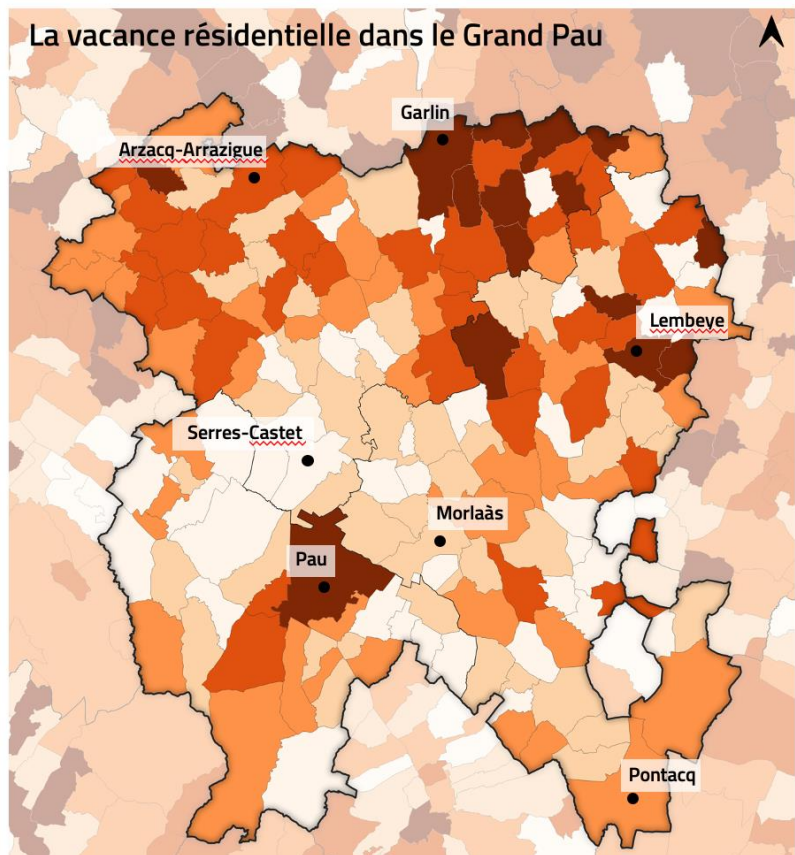 La vacance résidentielle dans le Grand Pau
Garlin
Arzacq-Arrazigue
Lembeye
Serres-Castet
Morlaàs
Pau
Pontacq